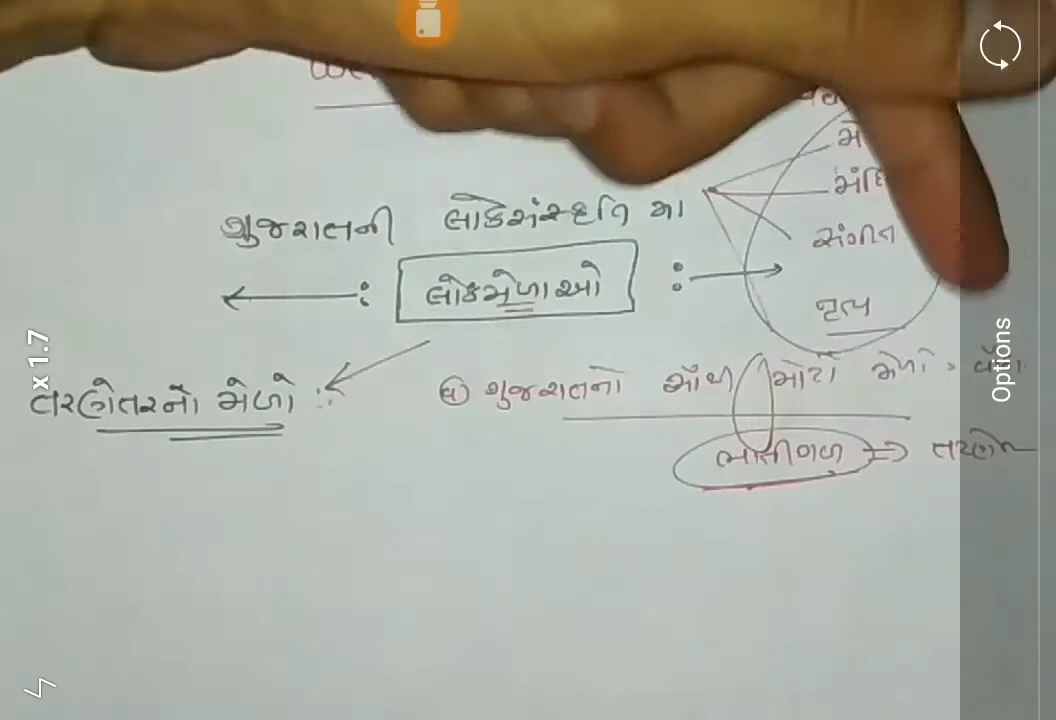 સંગીત
ગુજરાતની લોકસંસ્કૃતિ મા
: લોકમેળાઓ :
નૃત્ય
તરણેતરનો મેળો :
ગુજરાતનો સૌથી મોટો મેળો
ભાતીગળ ⇒
x 1.7
Options